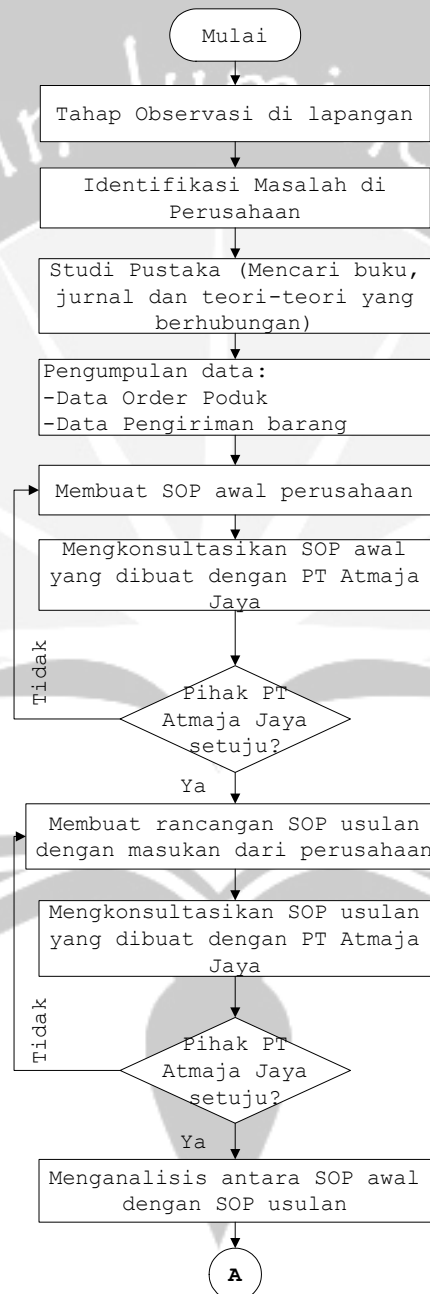 Mulai
Tahap Observasi di lapangan
Identifikasi Masalah di
Perusahaan
Studi Pustaka (Mencari buku,
jurnal dan teori-teori yang
berhubungan)
Pengumpulan data:
-Data Order Poduk
-Data Pengiriman barang
Membuat SOP awal perusahaan
Mengkonsultasikan SOP awal
yang dibuat dengan PT Atmaja
Jaya
Tidak
Pihak PT
Atmaja Jaya
setuju?
Ya
Membuat rancangan SOP usulan
dengan masukan dari perusahaan
Mengkonsultasikan SOP usulan
yang dibuat dengan PT Atmaja
Jaya
Tidak
Pihak PT
Atmaja Jaya
setuju?
Ya
Menganalisis antara SOP awal
dengan SOP usulan
A